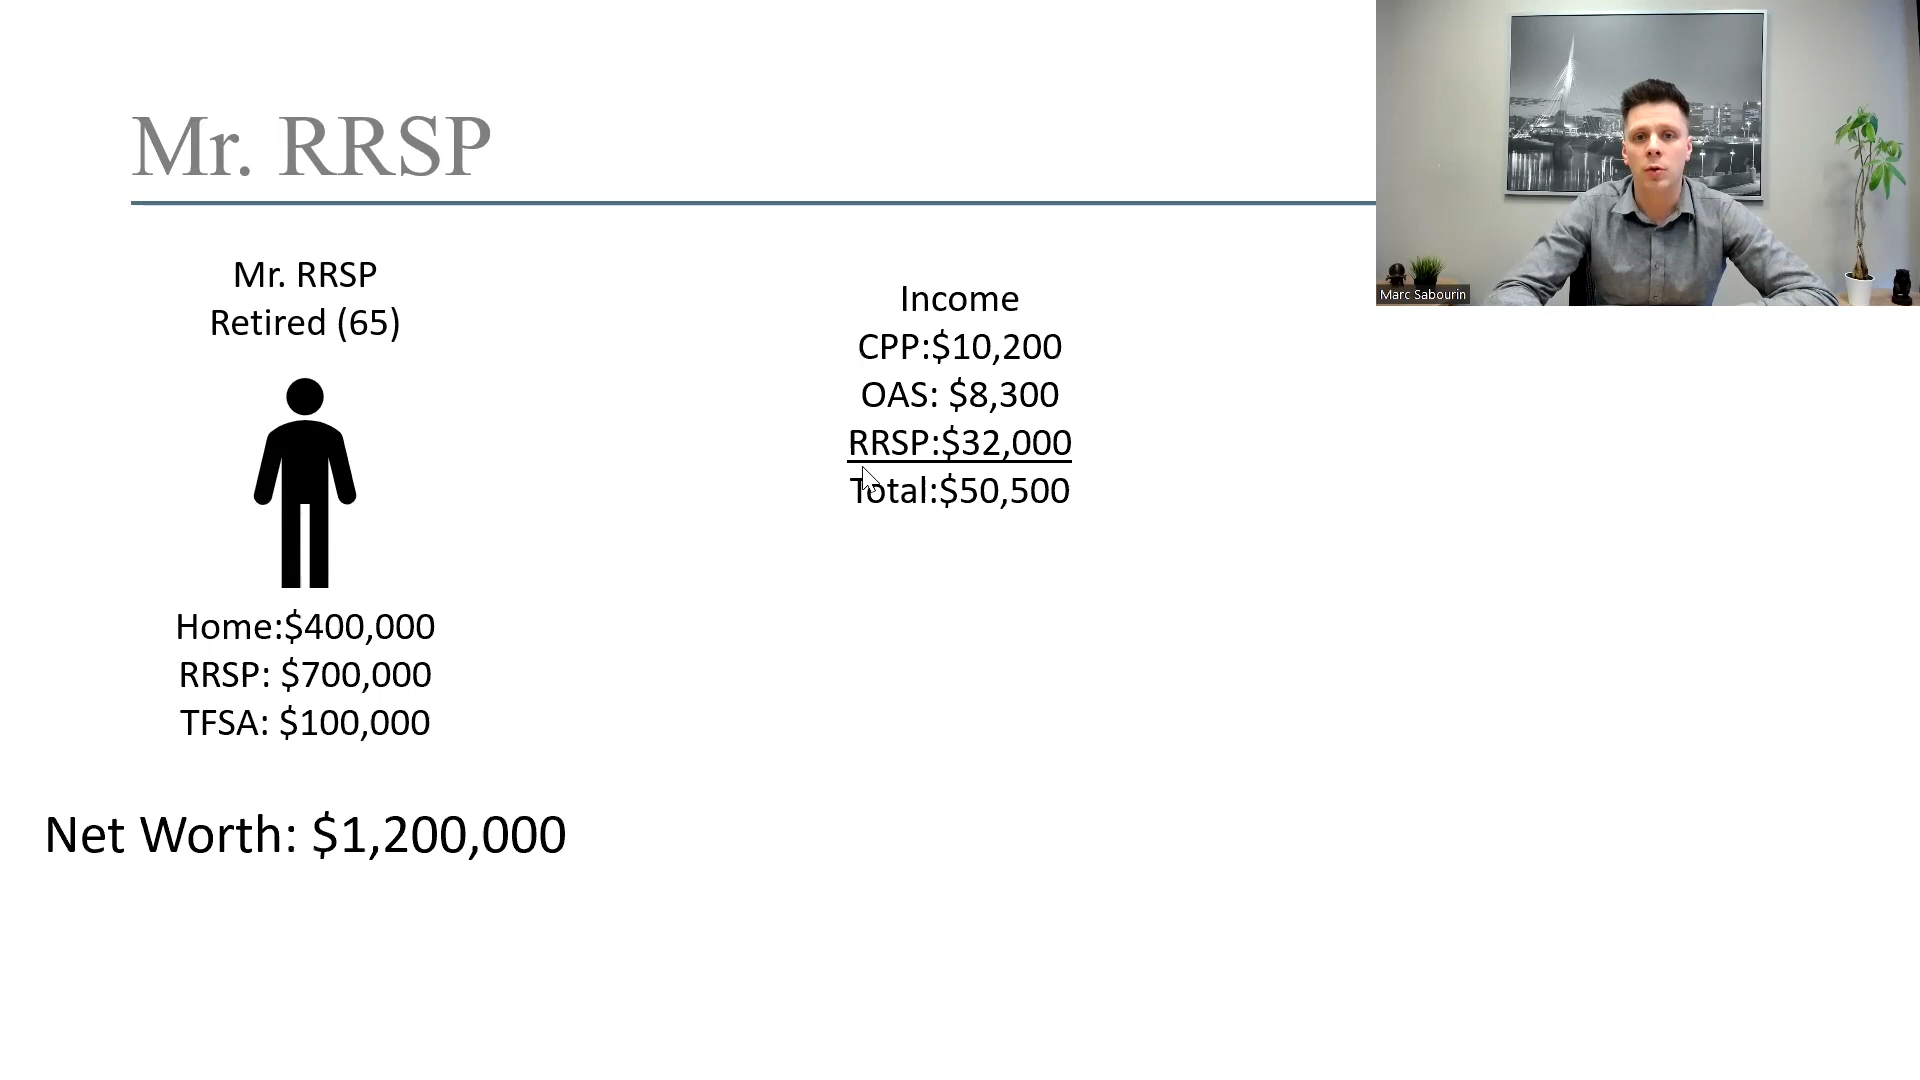 Mr. RRSP
Mr. RRSP
Retired (65)
Home:$400,000
RRSP: $700,000
TFSA: $100,000
Net Worth: $1,200,000
Income
CPP:$10,200
OAS: $8,300
RRSP:$32,000
Total:$50,500
Marc Sabourin